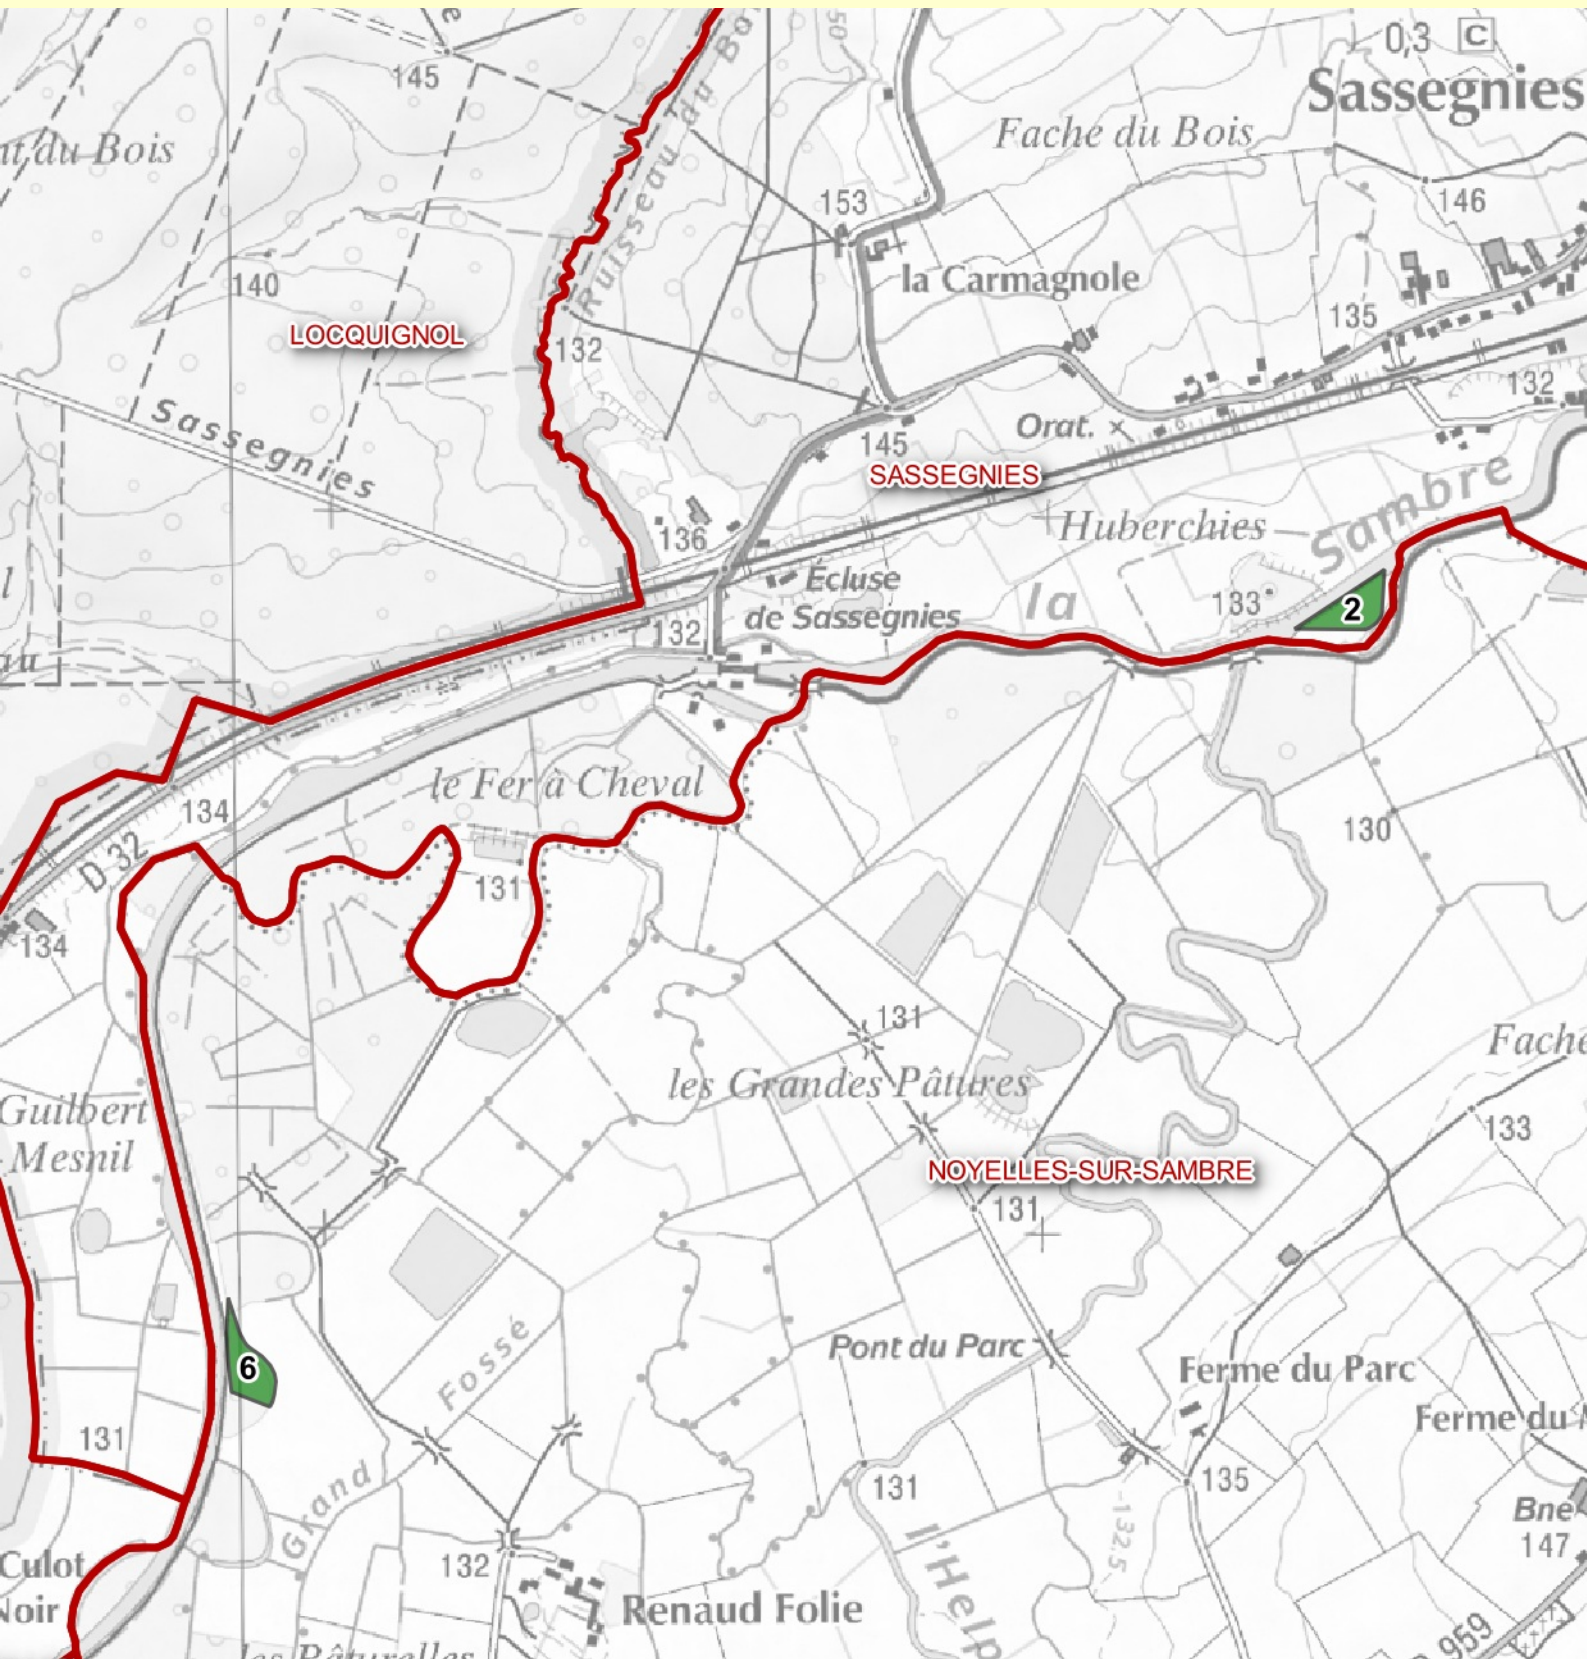 0,3 C
145
Sassegnies
Fache du Bois
du Bois
Ruisseau du
153
146
140
la Carmagnole
135
LOCQUIGNOL
132
132
Sassegnies
Orat.
145
SASSEGNIES
Sambre
136
Huberchies
Écluse
de Sassegnies
la
183
2
132
le Fer à Cheval
134
130
D 32
131
134
131
Fache
les Grandes Pâtures
Guilbert
Mesnil
133
NOYELLES-SUR-SAMBRE
131
Pont du Parc
Fossé
6
Ferme du Parc
Ferme du
131
131
135
Grand
Bne
147
132,5
l'Help
Culot
Noir
132
Renaud Folie
959
les Pâturelles